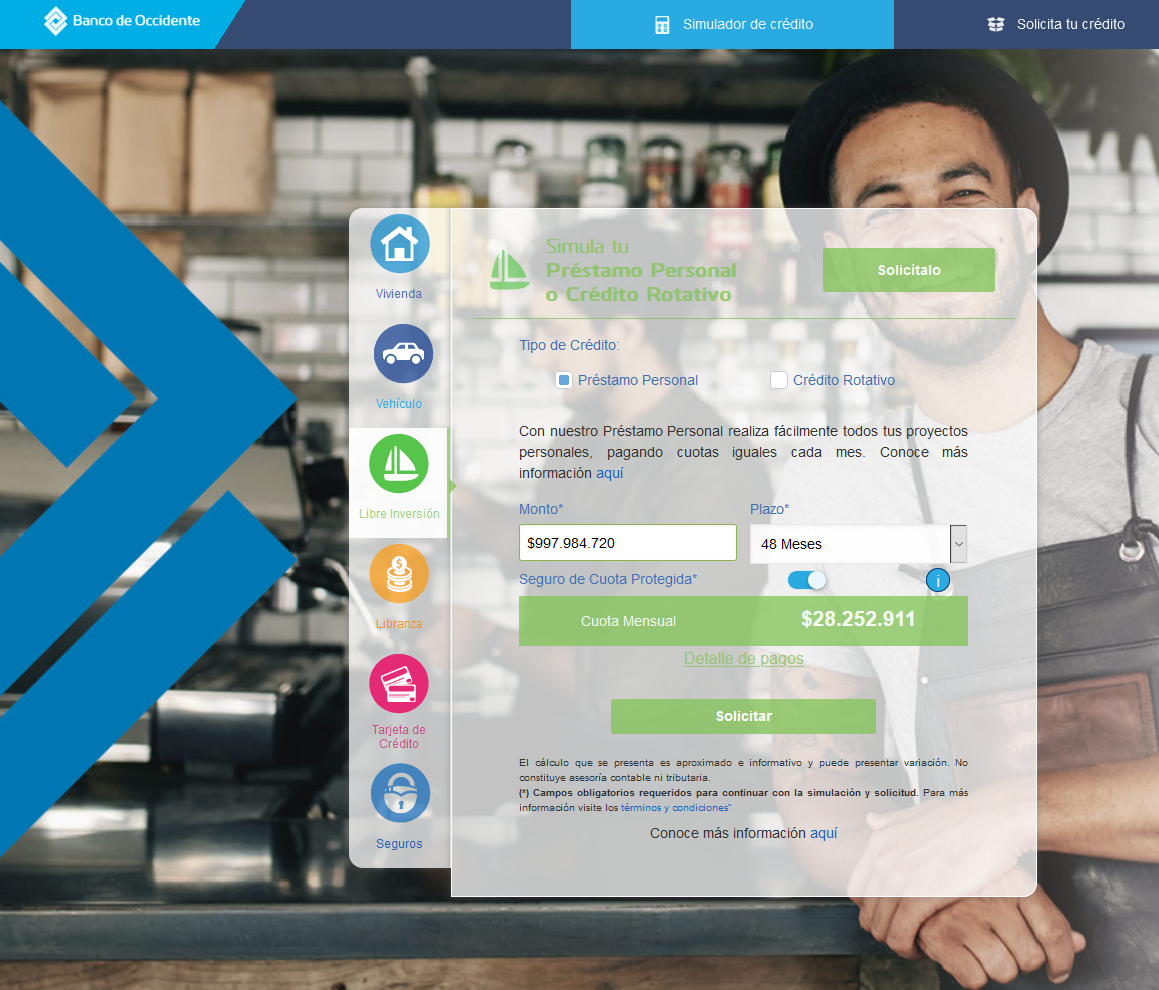 Banco de Occidente
Simulador de crédito
Solicita tu crédito
Vivienda
Vehículo
Libre Inversión
Libranza
Tarjeta de
Crédito
Seguros
Simula tu
Préstamo Personal
o Crédito Rotativo
Solicítalo
Tipo de Crédito:
Préstamo Personal
Crédito Rotativo
Con nuestro Préstamo Personal realiza fácilmente todos tus proyectos
personales, pagando cuotas iguales cada mes. Conoce más
información aquí
Monto*
Plazo*
$997.984.720
48 Meses
Seguro de Cuota Protegida*
i
Cuota Mensual
$28.252.911
Detalle de pagos
Solicitar
El cálculo que se presenta es aproximado e informativo y puede presentar variación. No
constituye asesoría contable ni tributaria.
(*) Campos obligatorios requeridos para continuar con la simulación y solicitud. Para más
información visite los términos y condiciones"
Conoce más información aquí